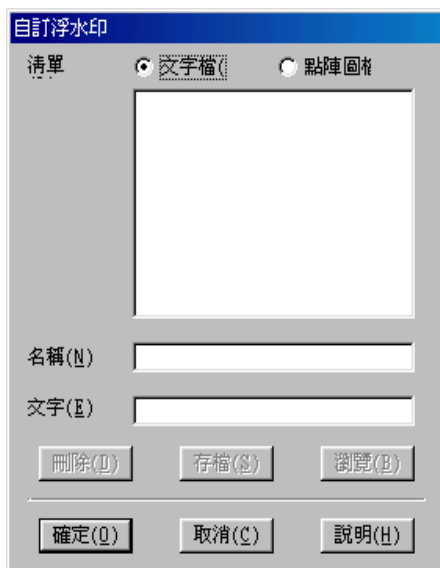 自訂浮水印
清單 文字檔( 點陣圖檔
名稱(N)
文字(E)
刪除(D) 存檔(S) 瀏覽(B)
確定(O) 取消(C) 說明(H)